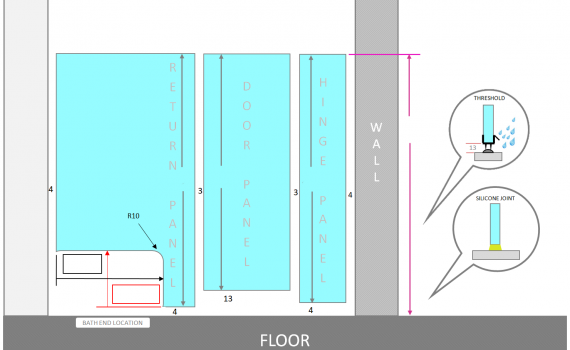 RETURN PANEL
DOOR PANEL
HINGE PANEL
WALL
THRESHOLD
13
SILICONE JOINT
4
3
3
4
R10
13
4
4
BATH END LOCATION
FLOOR